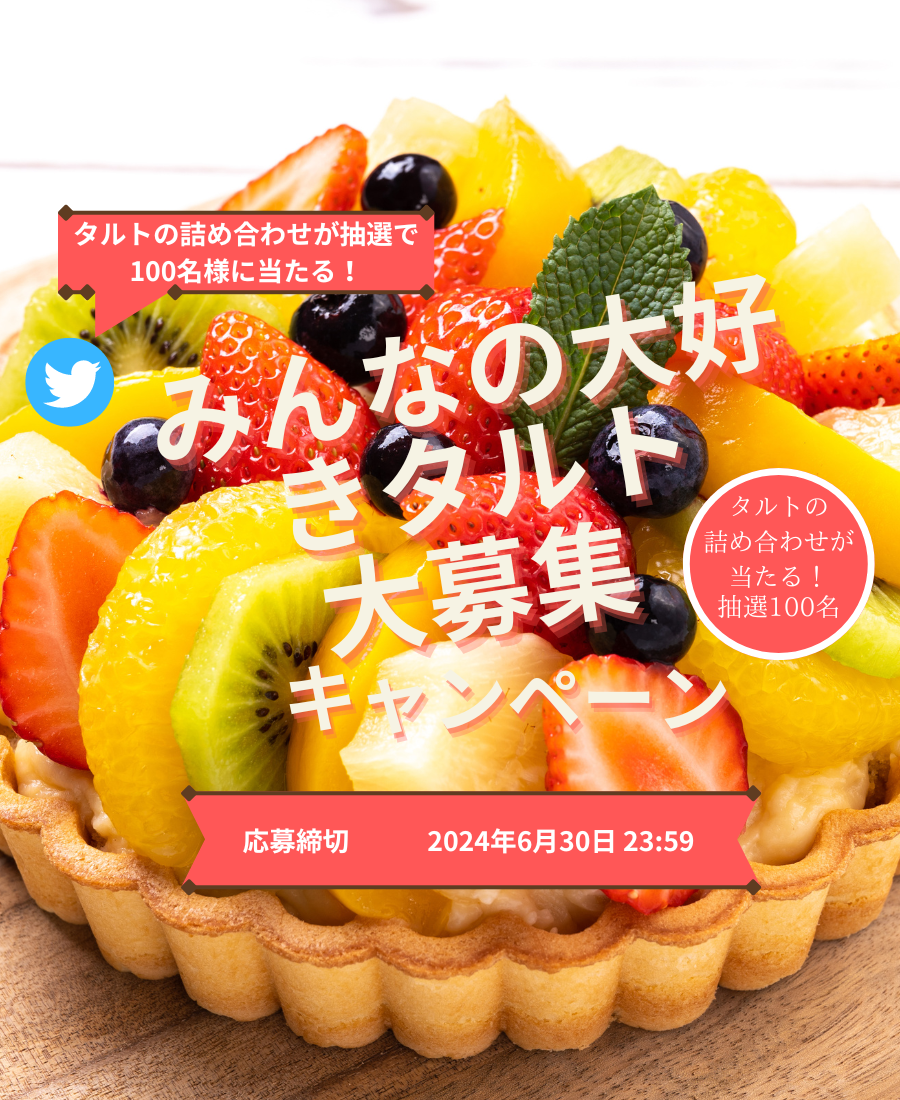 タルトの詰め合わせが抽選で
100名様に当たる！
みんなの大好
きタルト
大募集
キャンペーン
タルトの
詰め合わせが
当たる！
抽選100名
応募締切 2024年6月30日 23:59